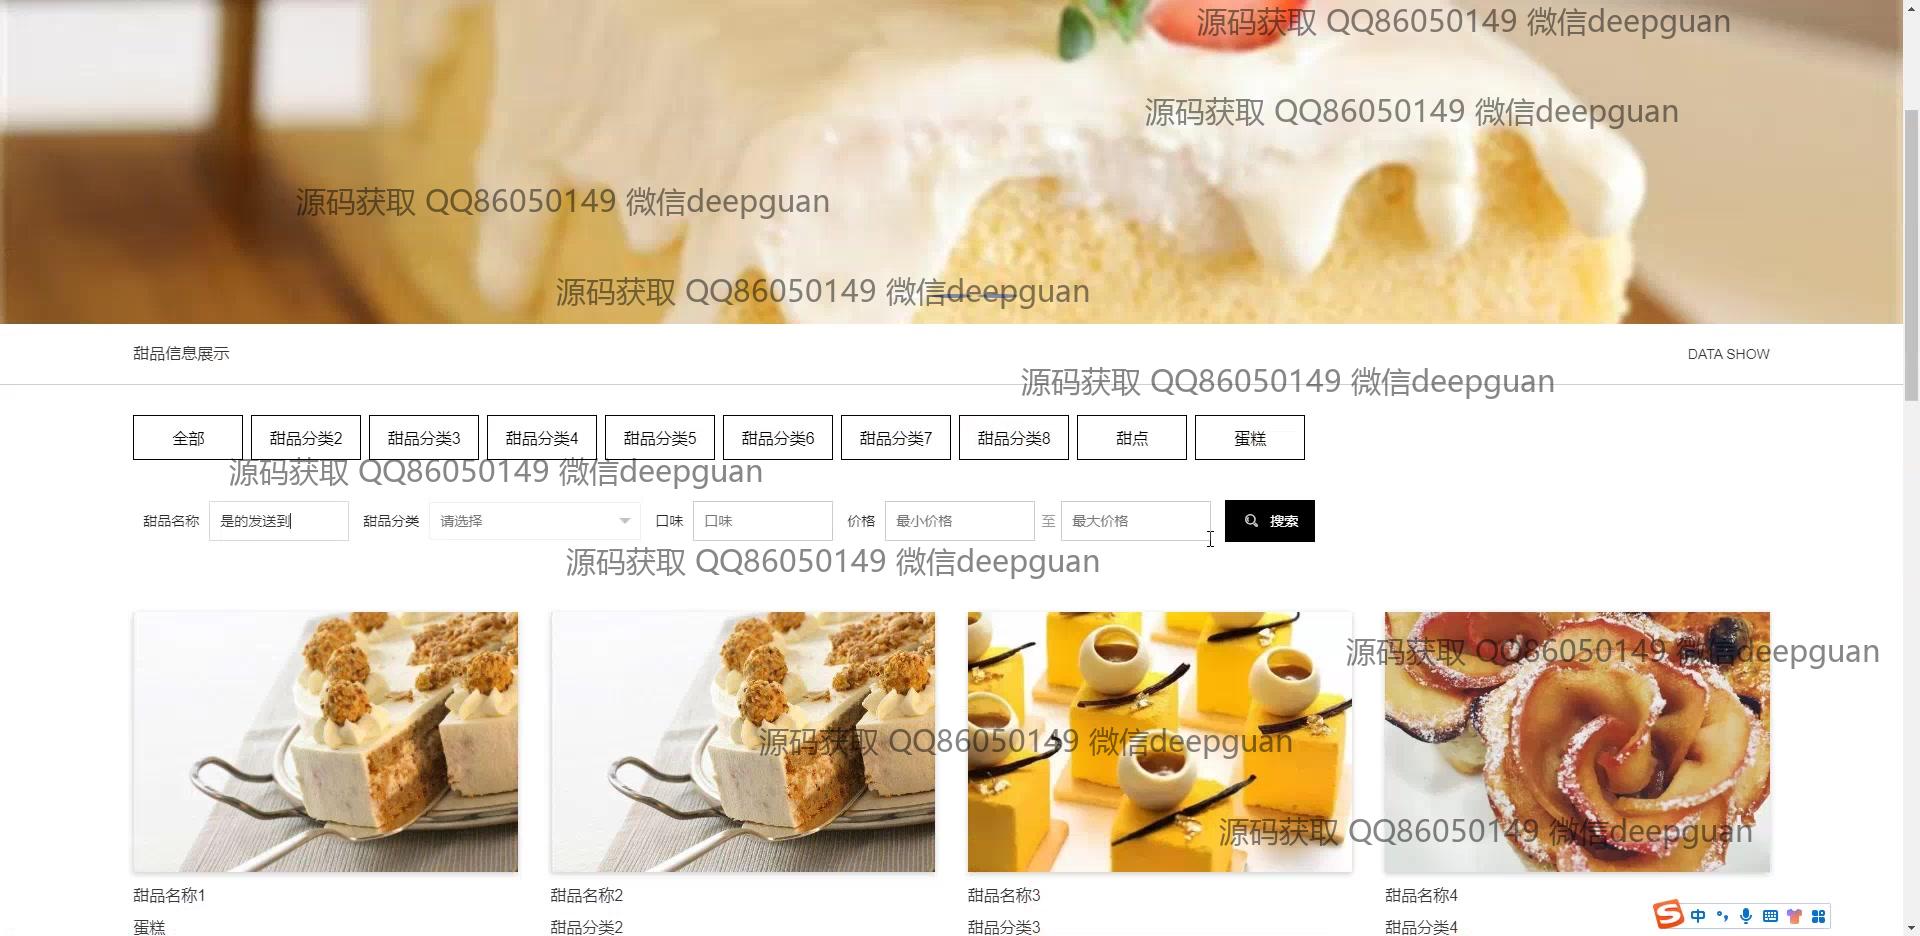 源码获取 QQ86050149 微信deepguan
源码获取 QQ86050149 微信deepguan
源码获取 QQ86050149 微信deepguan
源码获取 QQ86050149 微信deepguan
甜品信息展示 DATA SHOW
源码获取 QQ86050149 微信deepguan
全部 甜品分类2 甜品分类3 甜品分类4 甜品分类5 甜品分类6 甜品分类7 甜品分类8 甜点 蛋糕
源码获取 QQ86050149 微信deepguan
甜品名称 是的发送到 甜品分类 请选择 口味 口味 价格 最小价格 至 最大价格 搜索
源码获取 QQ86050149 微信deepguan
源码获取 QQ86050149 微信deepguan
源码获取 QQ86050149 微信deepguan
源码获取 QQ86050149 微信deepguan
甜品名称1 甜品名称2 甜品名称3 甜品名称4
蛋糕 甜品分类2 甜品分类3 甜品分类4
中